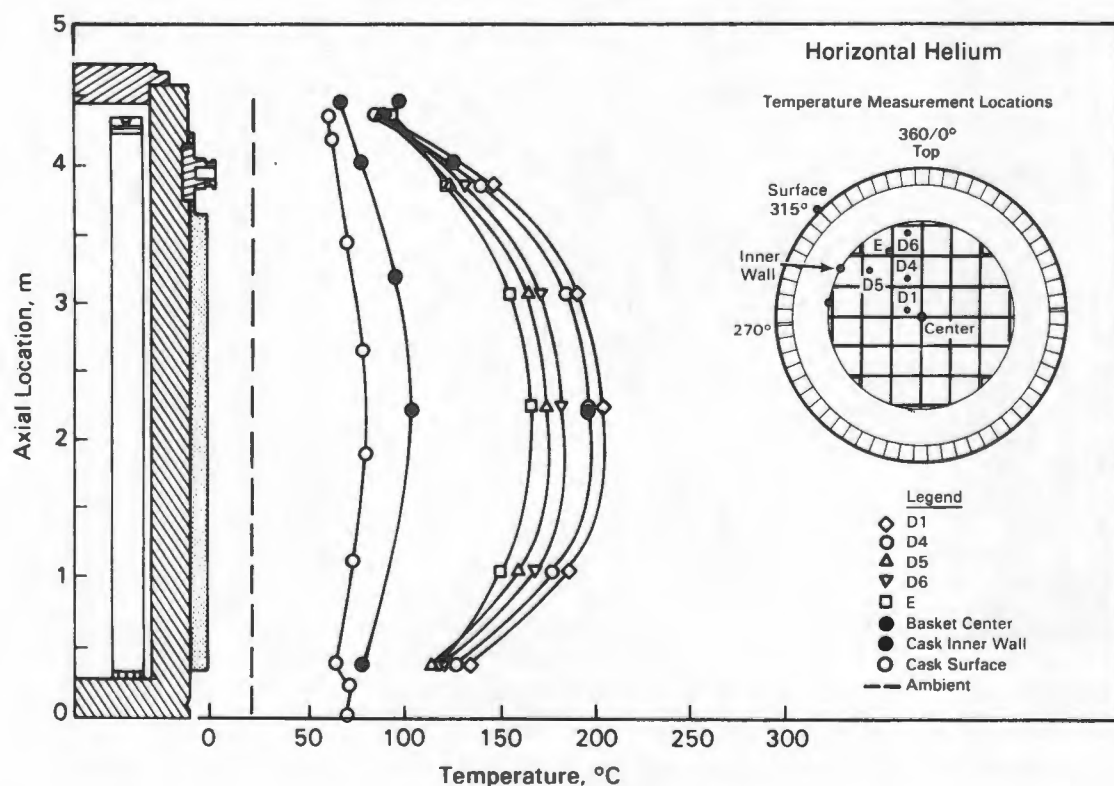 Horizontal Helium
Temperature Measurement Locations
360/0°
Top
Surface
315°
Inner
Wall
270°
E
D6
D4
D5
D1
Center
Legend
D1
D4
D5
D6
E
Basket Center
Cask Inner Wall
Cask Surface
Ambient
Axial Location, m
5
4
3
2
1
0
0
50
100
150
200
250
300
Temperature, °C